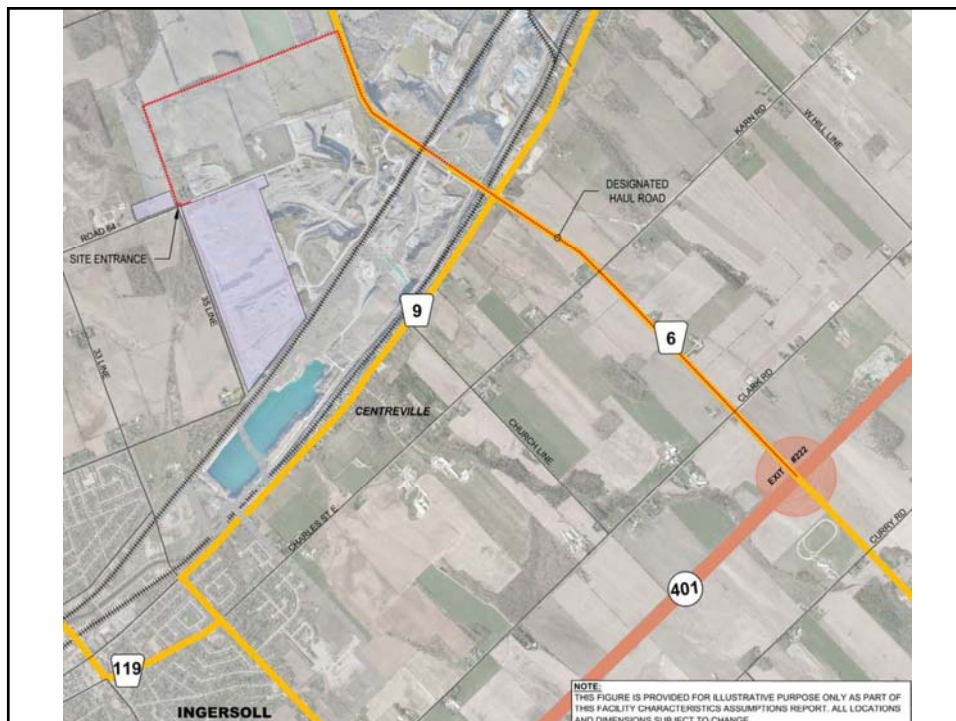 KARN RD
W HILL LINE
DESIGNATED
HAUL ROAD
ROAD 64
SITE ENTRANCE
35 LINE
9
6
33 LINE
CENTREVILLE
CLARK RD
CHURCH LINE
EXIT #222
CHARLES ST E
CURRY RD
401
119
INGERSOLL
NOTE:
THIS FIGURE IS PROVIDED FOR ILLUSTRATIVE PURPOSE ONLY AS PART OF
THIS FACILITY CHARACTERISTICS ASSUMPTIONS REPORT. ALL LOCATIONS
AND DIMENSIONS SUBJECT TO CHANGE